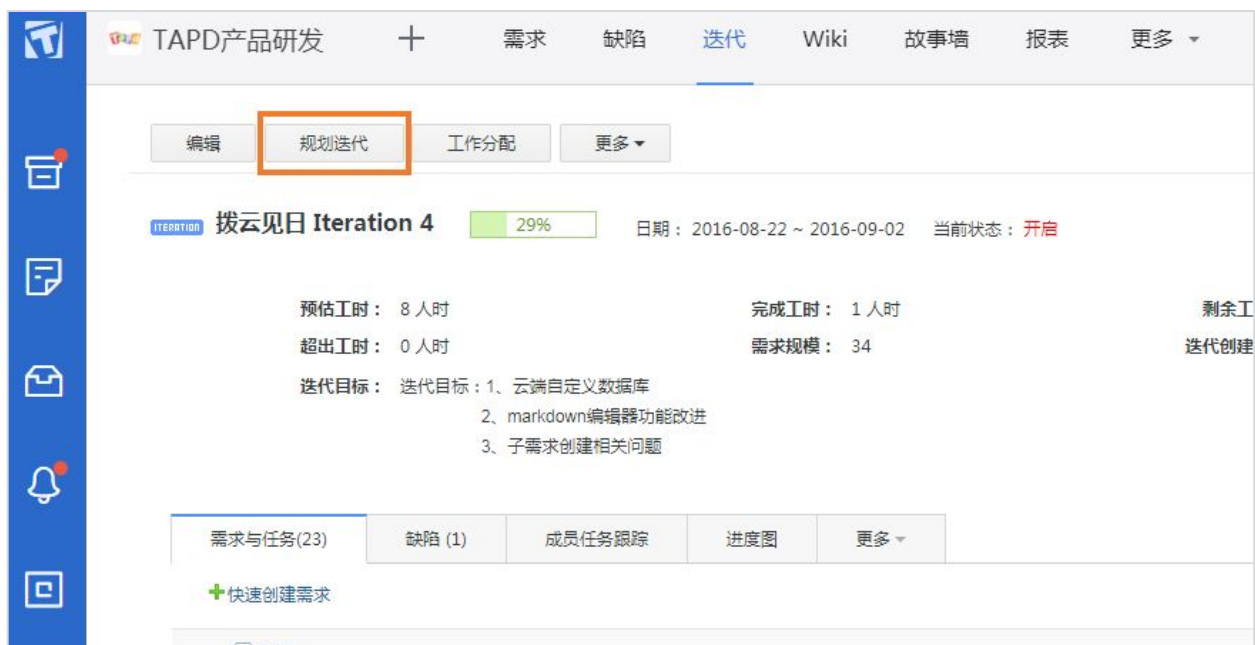 TAPD产品研发 需求 缺陷 迭代 Wiki 故事墙 报表 更多
编辑 规划迭代 工作分配 更多
ITERATION 拨云见日 Iteration 4 29% 日期： 2016-08-22 ~ 2016-09-02 当前状态： 开启
预估工时： 8 人时 完成工时： 1 人时 剩余工
超出工时： 0 人时 需求规模： 34 迭代创建
迭代目标： 迭代目标：1、云端自定义数据库
2、markdown编辑器功能改进
3、子需求创建相关问题
需求与任务(23) 缺陷 (1) 成员任务跟踪 进度图 更多
快速创建需求